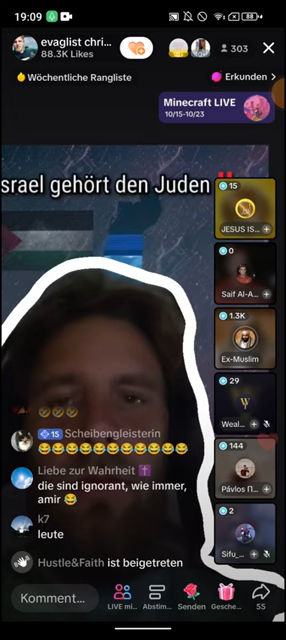 19:09
88
evaglist chri...
88.3K Likes
303
Wöchentliche Rangliste
Erkunden >
Minecraft LIVE
10/15-10/23
srael gehört den Juden
15
JESUS IS...
0
Saif Al-A...
1.3K
Ex-Muslim
29
Weal...
144
Pávlos Π...
2
Sifu_...
15 Scheibengleisterin
😂😂😂😂😂😂😂😂😂😂😂
Liebe zur Wahrheit ✝️
die sind ignorant, wie immer,
amir 😂
k7
leute
Hustle&Faith ist beigetreten
Komment...
LIVE mi...
Abstim...
Senden
Gesche...
55